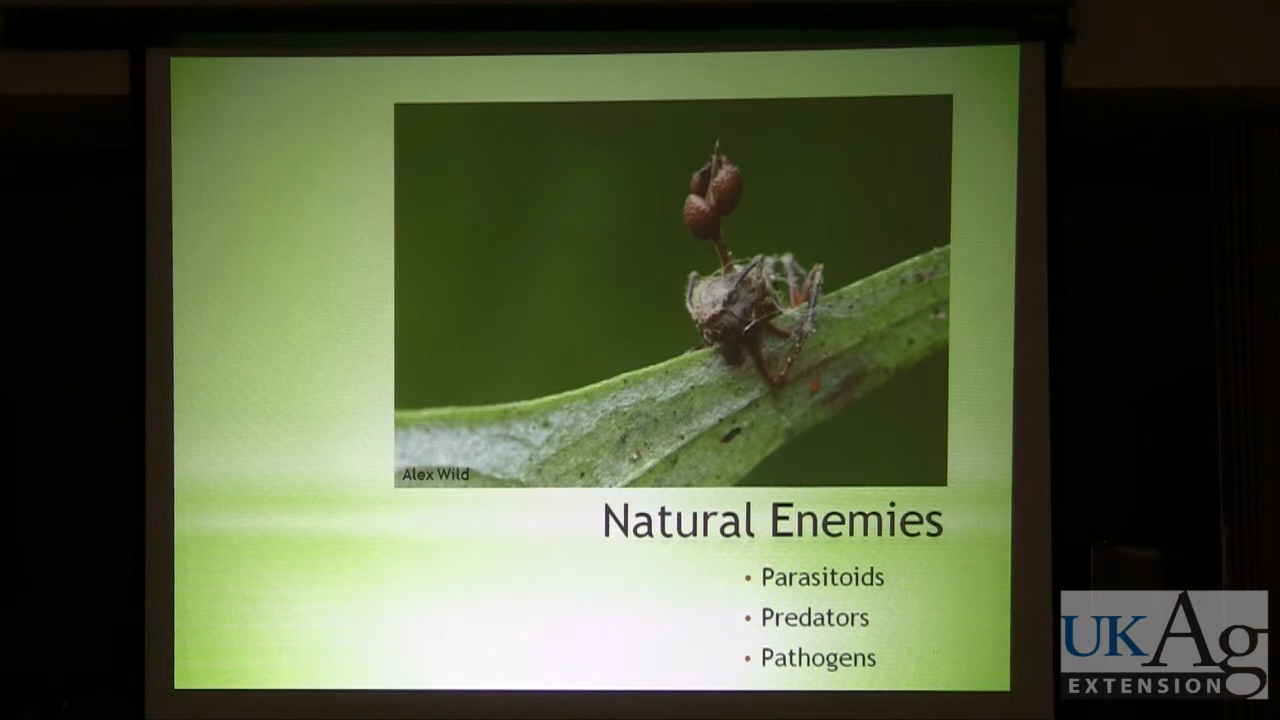 Alex Wild
Natural Enemies
• Parasitoids
• Predators
• Pathogens
UKAg
EXTENSION